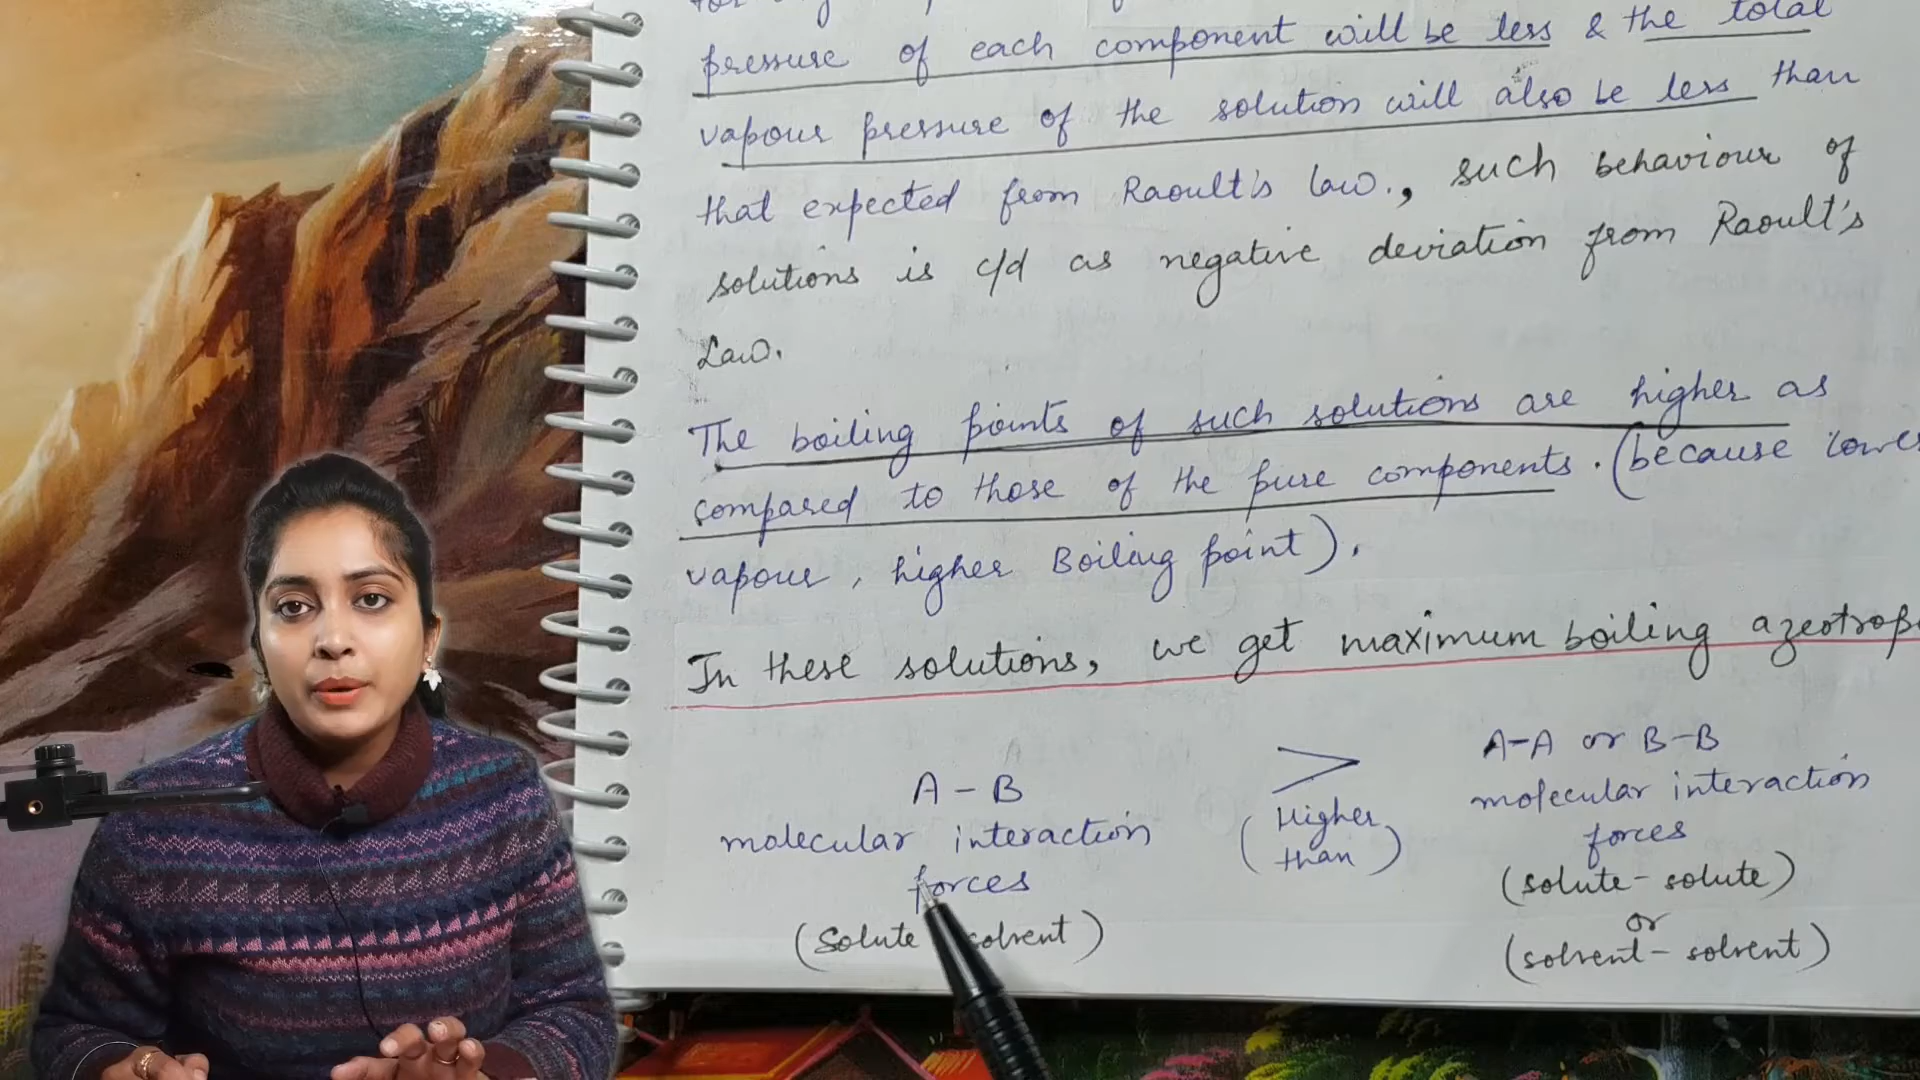 pressure of each component will be less & the total
vapour pressure of the solution will also be less than
that expected from Raoult's law., such behaviour of
solutions is c/d as negative deviation from Raoult's
Law.
The boiling points of such solutions are higher as
compared to those of the pure components. (because lowe
vapour, higher Boiling point).
In these solutions, we get maximum boiling azeotrop
A - B
molecular interaction
forces
(Solute solvent)
>
(Higher
than)
A-A or B-B
molecular interaction
forces
(solute - solute)
or
(solvent - solvent)